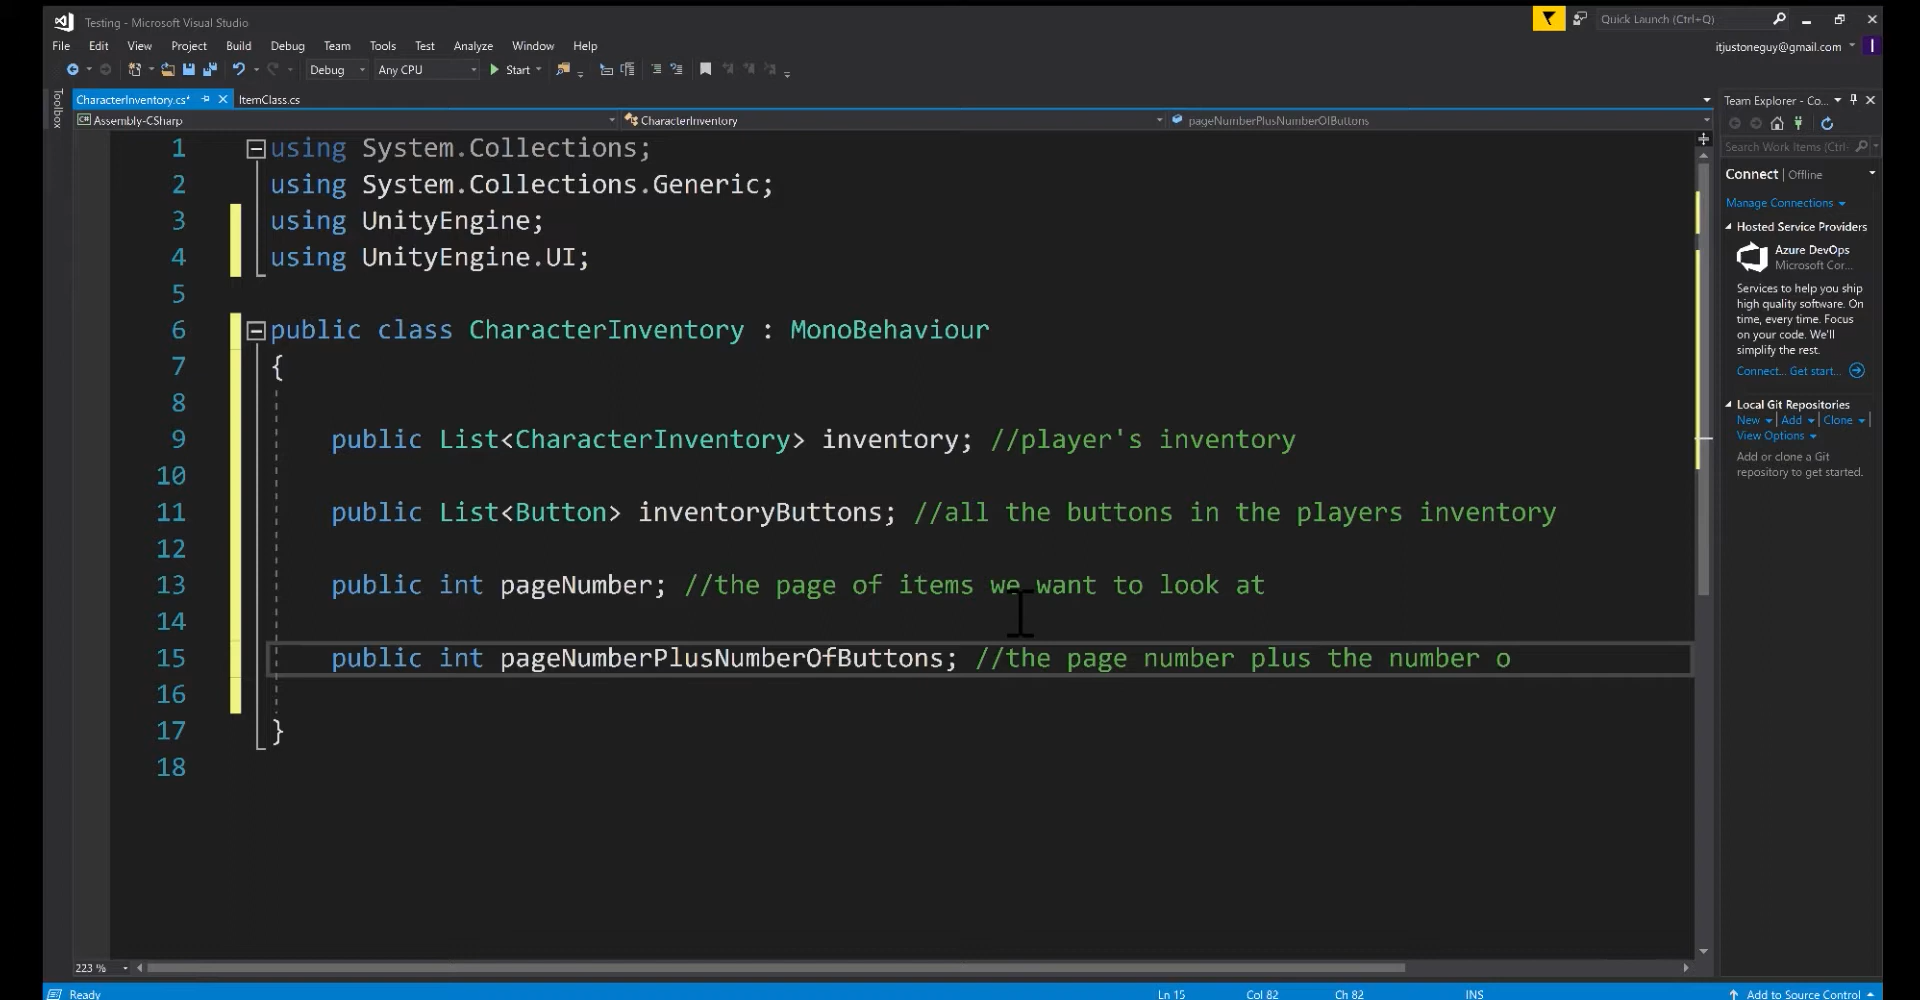 Testing - Microsoft Visual Studio
Quick Launch (Ctrl+Q)
File Edit View Project Build Debug Team Tools Test Analyze Window Help
itjustoneguy@gmail.com
I
Debug Any CPU Start
Toolbox
CharacterInventory.cs* ItemClass.cs
Assembly-CSharp CharacterInventory pageNumberPlusNumberOfButtons
1 using System.Collections;
2 using System.Collections.Generic;
3 using UnityEngine;
4 using UnityEngine.UI;
5
6 public class CharacterInventory : MonoBehaviour
7 {
8
9 public List<CharacterInventory> inventory; //player's inventory
10
11 public List<Button> inventoryButtons; //all the buttons in the players inventory
12
13 public int pageNumber; //the page of items we want to look at
14
15 public int pageNumberPlusNumberOfButtons; //the page number plus the number o
16
17 }
18
Team Explorer - Co...
Search Work Items (Ctrl-
Connect | Offline
Manage Connections
Hosted Service Providers
Azure DevOps
Microsoft Cor...
Services to help you ship
high quality software. On
time, every time. Focus
on your code. We'll
simplify the rest.
Connect... Get start...
Local Git Repositories
New Add Clone
View Options
Add or clone a Git
repository to get started.
223 %
Ready Ln 15 Col 82 Ch 82 INS Add to Source Control